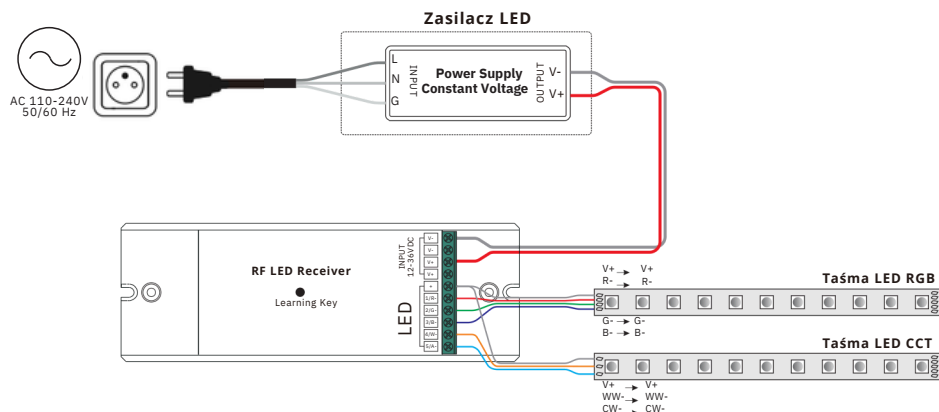 Zasilacz LED
AC 110-240V
50/60 Hz
L
N
G
INPUT
Power Supply
Constant Voltage
OUTPUT
V-
V+
RF LED Receiver
Learning Key
INPUT
12-36VDC
LED
V-
V-
V+
V+
+
1/R-
2/G-
3/B-
4/W-
5/A-
V+ → V+
R- → R-
Taśma LED RGB
G- → G-
B- → B-
Taśma LED CCT
V+ → V+
WW- → WW-
CW- → CW-